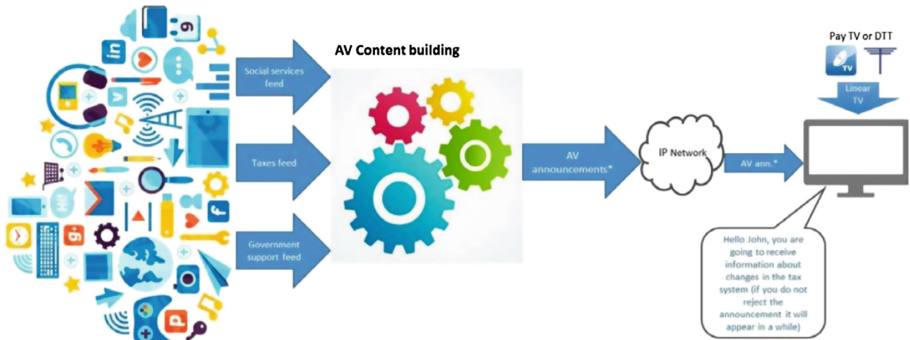 AV Content building
Social services
feed
Taxes feed
Government
support feed
AV
announcements*
IP Network
AV ann.*
Pay TV or DTT
TV
Linear
TV
Hello John, you are
going to receive
information about
changes in the tax
system (if you do not
reject the
announcement it will
appear in a while)
in
g
v
Hi!
g+
f